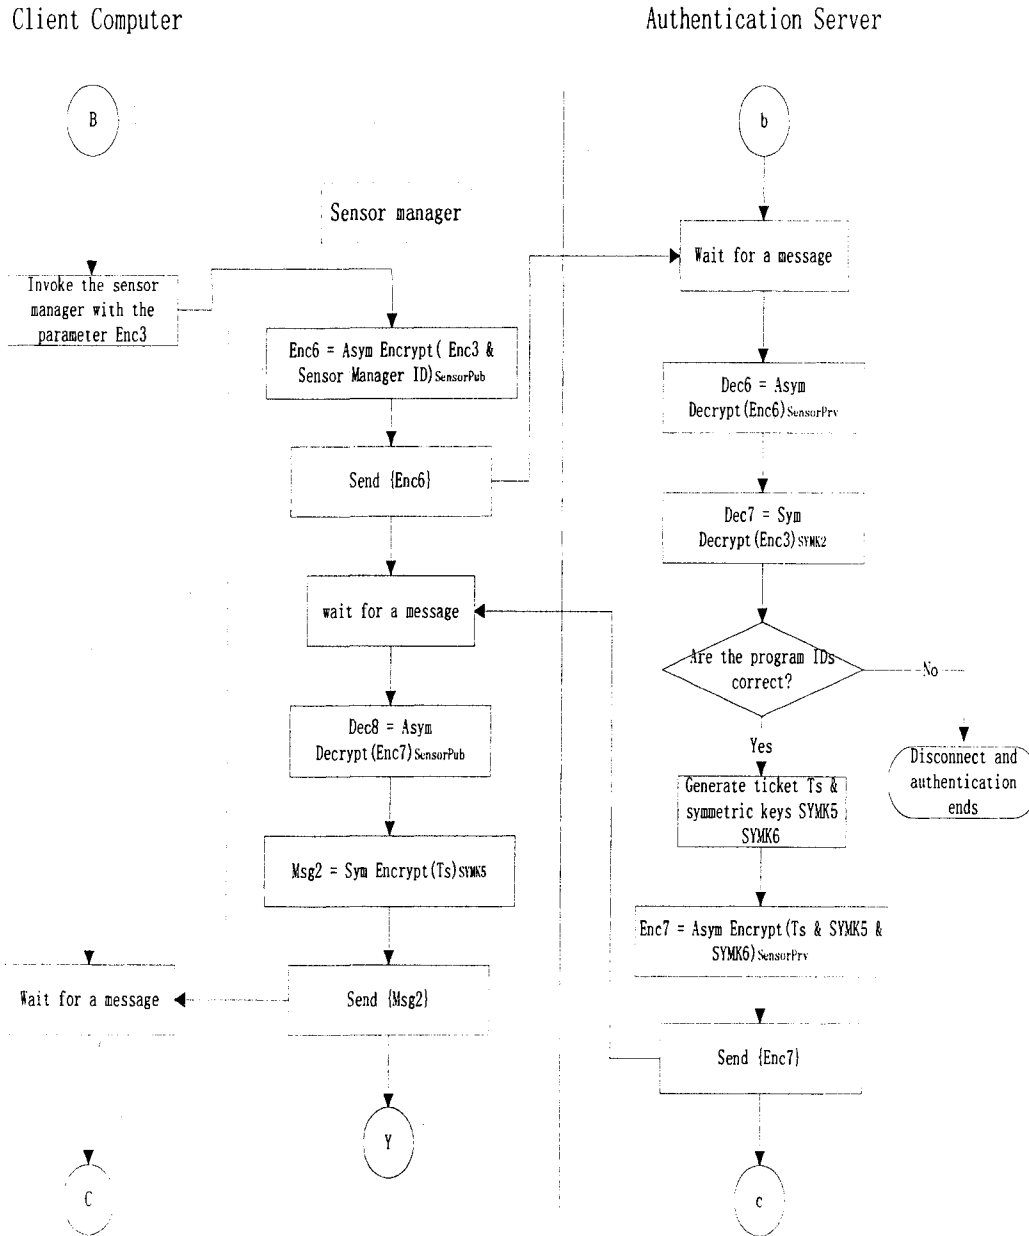 Client Computer
Authentication Server
B
b
Sensor manager
Wait for a message
Invoke the sensor
manager with the
parameter Enc3
Enc6 = Asym Encrypt( Enc3 &
Sensor Manager ID)SensorPub
Dec6 = Asym
Decrypt(Enc6)SensorPrv
Send {Enc6}
Dec7 = Sym
Decrypt(Enc3)SYMK2
wait for a message
Are the program IDs
correct?
No
Dec8 = Asym
Decrypt(Enc7)SensorPub
Yes
Disconnect and
authentication
ends
Generate ticket Ts &
symmetric keys SYMK5
SYMK6
Msg2 = Sym Encrypt(Ts)SYMK5
Enc7 = Asym Encrypt(Ts & SYMK5 &
SYMK6)SensorPrv
Wait for a message
Send {Msg2}
Send {Enc7}
Y
C
c